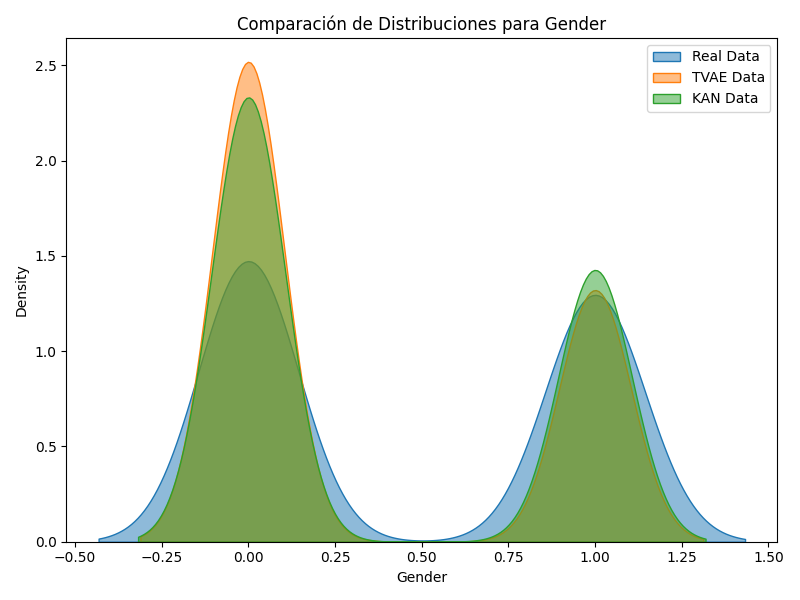 Comparación de Distribuciones para Gender
Real Data
TVAE Data
KAN Data
Density
2.5
2.0
1.5
1.0
0.5
0.0
−0.50 −0.25 0.00 0.25 0.50 0.75 1.00 1.25 1.50
Gender